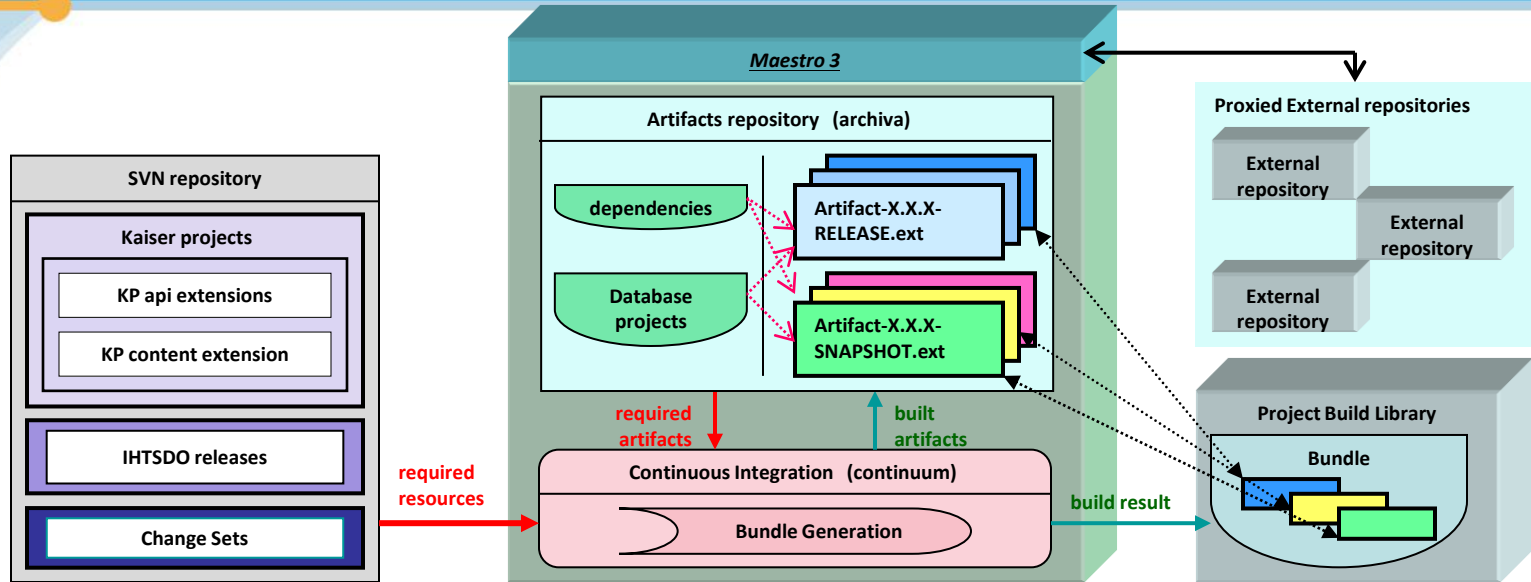 Maestro 3
Artifacts repository (archiva)
dependencies
Database
projects
Artifact-X.X.X-
RELEASE.ext
Artifact-X.X.X-
SNAPSHOT.ext
required
artifacts
built
artifacts
Continuous Integration (continuum)
Bundle Generation
SVN repository
Kaiser projects
KP api extensions
KP content extension
IHTSDO releases
Change Sets
required
resources
build result
Proxied External repositories
External
repository
External
repository
External
repository
Project Build Library
Bundle